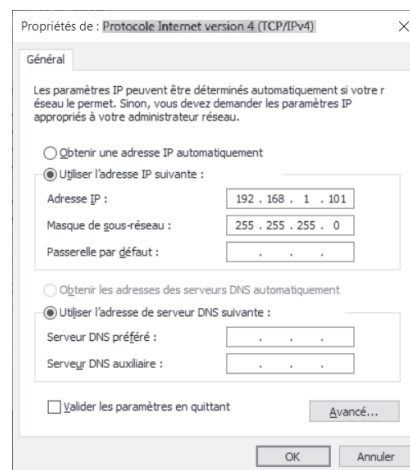 Propriétés de : Protocole Internet version 4 (TCP/IPv4)
Général
Les paramètres IP peuvent être déterminés automatiquement si votre r
éseau le permet. Sinon, vous devez demander les paramètres IP
appropriés à votre administrateur réseau.
Obtenir une adresse IP automatiquement
Utiliser l'adresse IP suivante :
Adresse IP : 192 . 168 . 1 . 101
Masque de sous-réseau : 255 . 255 . 255 . 0
Passerelle par défaut : . . .
Obtenir les adresses des serveurs DNS automatiquement
Utiliser l'adresse de serveur DNS suivante :
Serveur DNS préféré : . . .
Serveur DNS auxiliaire : . . .
Valider les paramètres en quittant
Avancé...
OK Annuler